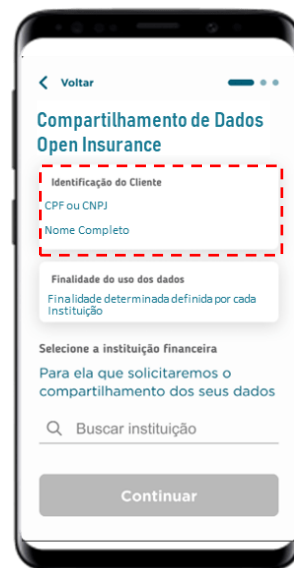 Voltar
Compartilhamento de Dados
Open Insurance
Identificação do Cliente
CPF ou CNPJ
Nome Completo
Finalidade do uso dos dados
Finalidade determinada definida por cada
Instituição
Selecione a instituição financeira
Para ela que solicitaremos o
compartilhamento dos seus dados
Buscar instituição
Continuar